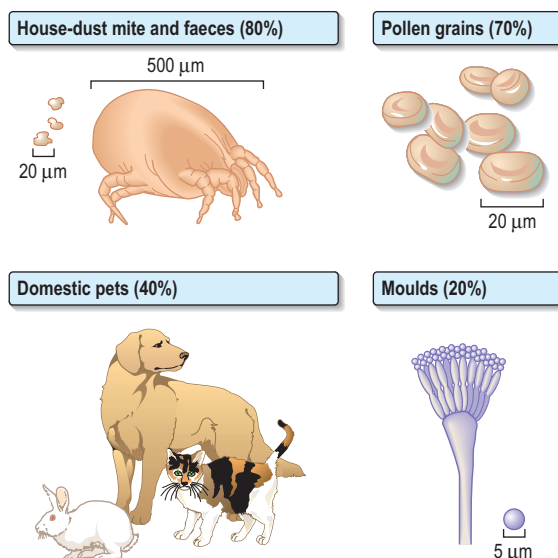 House-dust mite and faeces (80%)
500 µm
20 µm
Pollen grains (70%)
20 µm
Domestic pets (40%)
Moulds (20%)
5 µm